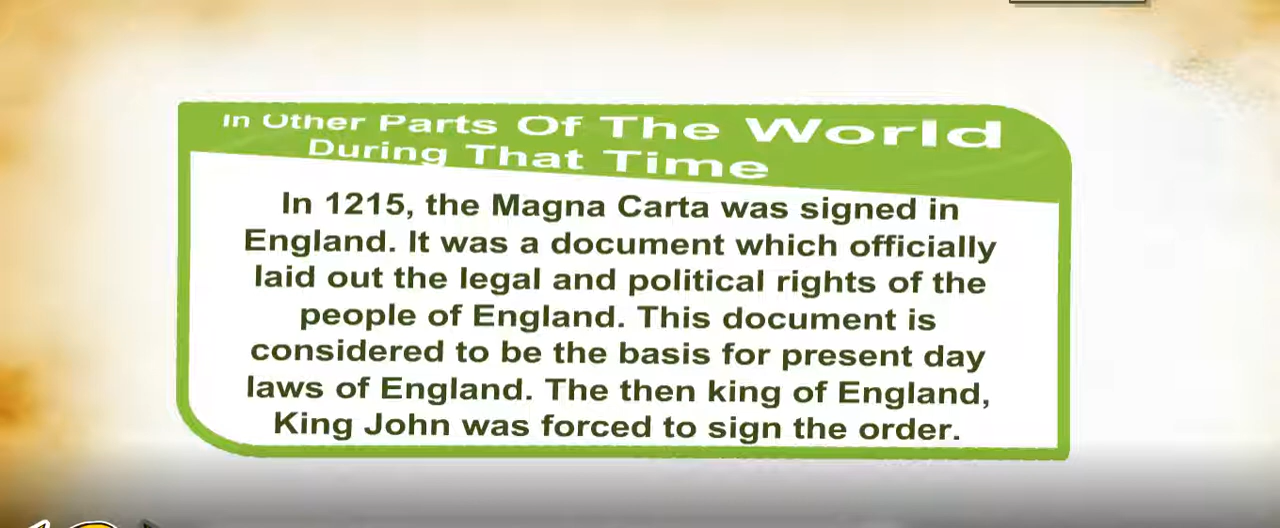 In Other Parts Of The World
During That Time
In 1215, the Magna Carta was signed in
England. It was a document which officially
laid out the legal and political rights of the
people of England. This document is
considered to be the basis for present day
laws of England. The then king of England,
King John was forced to sign the order.